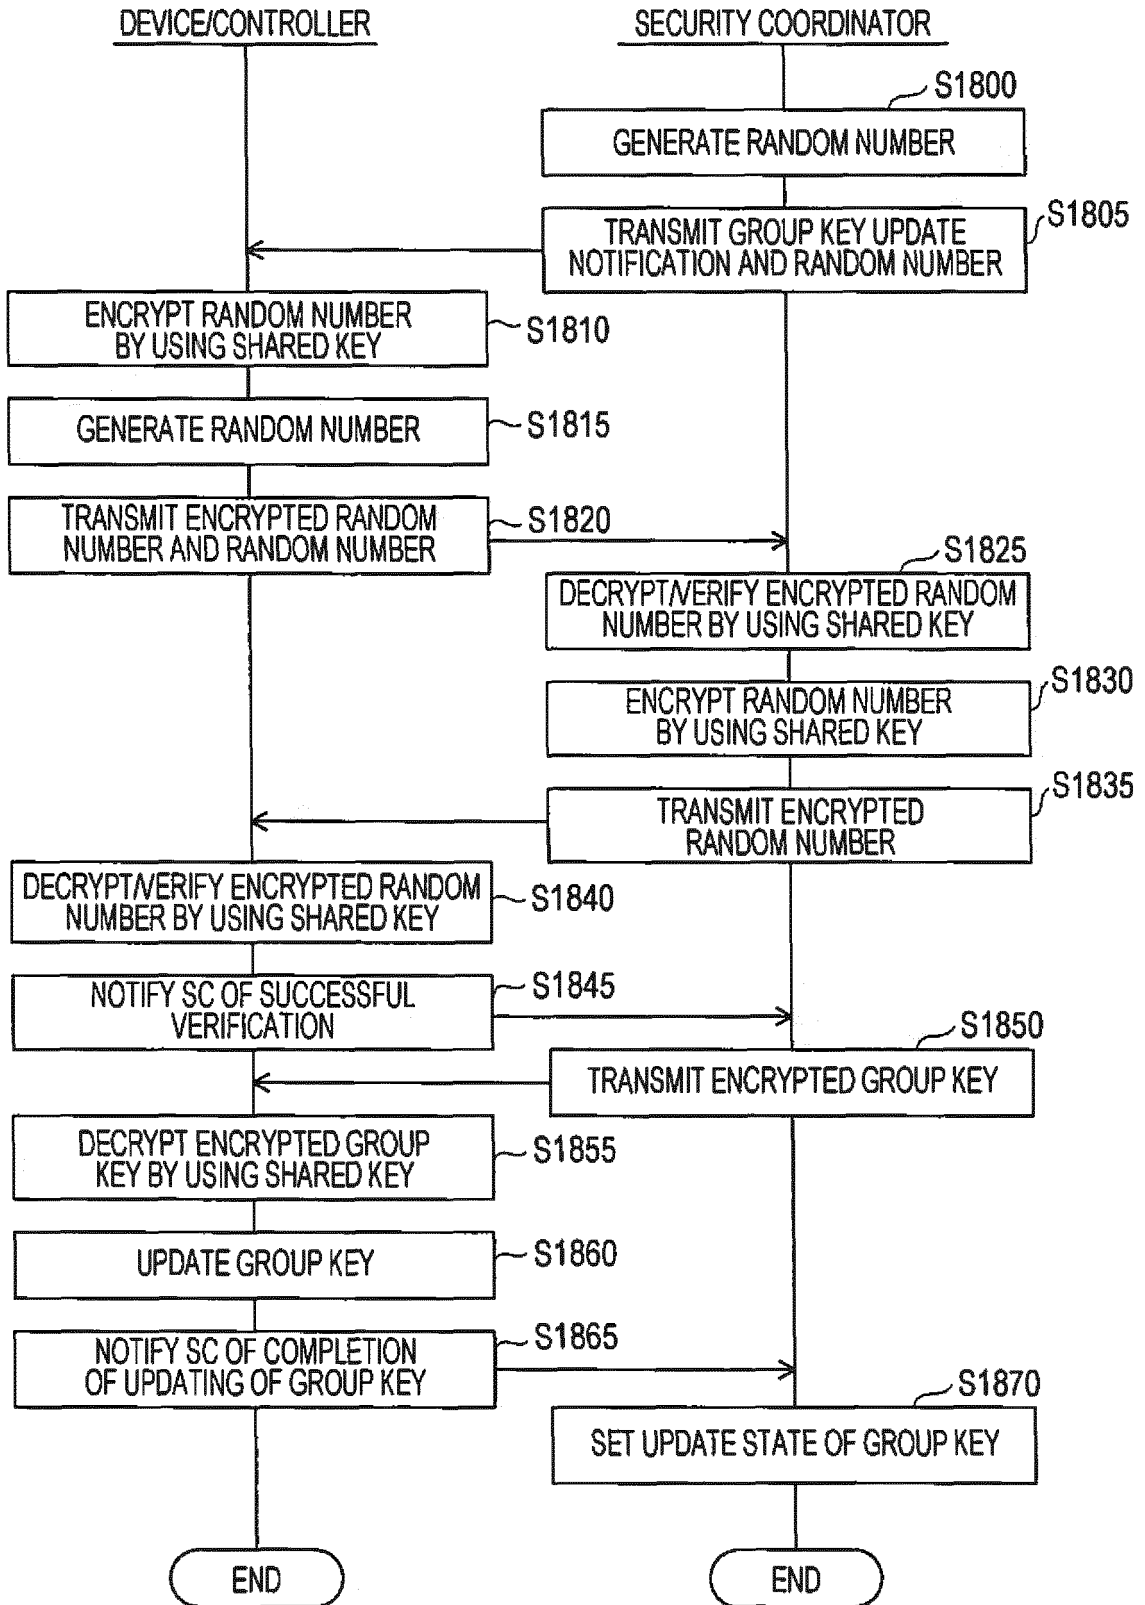 DEVICE/CONTROLLER
SECURITY COORDINATOR
S1800
GENERATE RANDOM NUMBER
S1805
TRANSMIT GROUP KEY UPDATE
NOTIFICATION AND RANDOM NUMBER
ENCRYPT RANDOM NUMBER
BY USING SHARED KEY
S1810
GENERATE RANDOM NUMBER
S1815
TRANSMIT ENCRYPTED RANDOM
NUMBER AND RANDOM NUMBER
S1820
S1825
DECRYPT/VERIFY ENCRYPTED RANDOM
NUMBER BY USING SHARED KEY
S1830
ENCRYPT RANDOM NUMBER
BY USING SHARED KEY
S1835
TRANSMIT ENCRYPTED
RANDOM NUMBER
DECRYPT/VERIFY ENCRYPTED RANDOM
NUMBER BY USING SHARED KEY
S1840
NOTIFY SC OF SUCCESSFUL
VERIFICATION
S1845
S1850
TRANSMIT ENCRYPTED GROUP KEY
DECRYPT ENCRYPTED GROUP
KEY BY USING SHARED KEY
S1855
UPDATE GROUP KEY
S1860
NOTIFY SC OF COMPLETION
OF UPDATING OF GROUP KEY
S1865
S1870
SET UPDATE STATE OF GROUP KEY
END
END